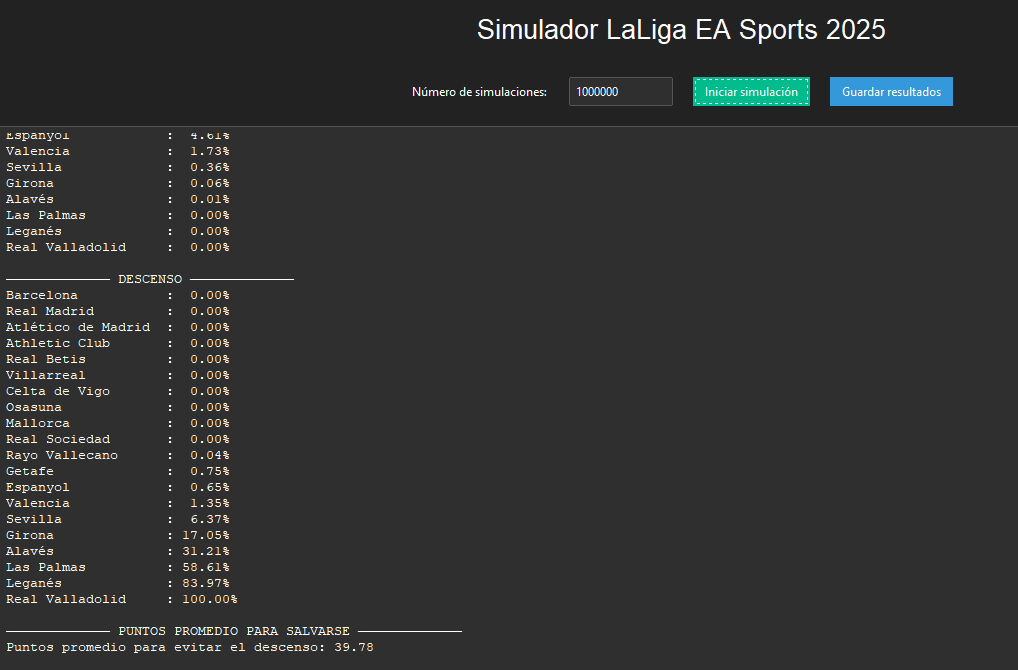 Simulador LaLiga EA Sports 2025
Número de simulaciones: 1000000 Iniciar simulación Guardar resultados
Espanyol : 4.61%
Valencia : 1.73%
Sevilla : 0.36%
Girona : 0.06%
Alavés : 0.01%
Las Palmas : 0.00%
Leganés : 0.00%
Real Valladolid : 0.00%
DESCENSO
Barcelona : 0.00%
Real Madrid : 0.00%
Atlético de Madrid : 0.00%
Athletic Club : 0.00%
Real Betis : 0.00%
Villarreal : 0.00%
Celta de Vigo : 0.00%
Osasuna : 0.00%
Mallorca : 0.00%
Real Sociedad : 0.00%
Rayo Vallecano : 0.04%
Getafe : 0.75%
Espanyol : 0.65%
Valencia : 1.35%
Sevilla : 6.37%
Girona : 17.05%
Alavés : 31.21%
Las Palmas : 58.61%
Leganés : 83.97%
Real Valladolid : 100.00%
PUNTOS PROMEDIO PARA SALVARSE
Puntos promedio para evitar el descenso: 39.78